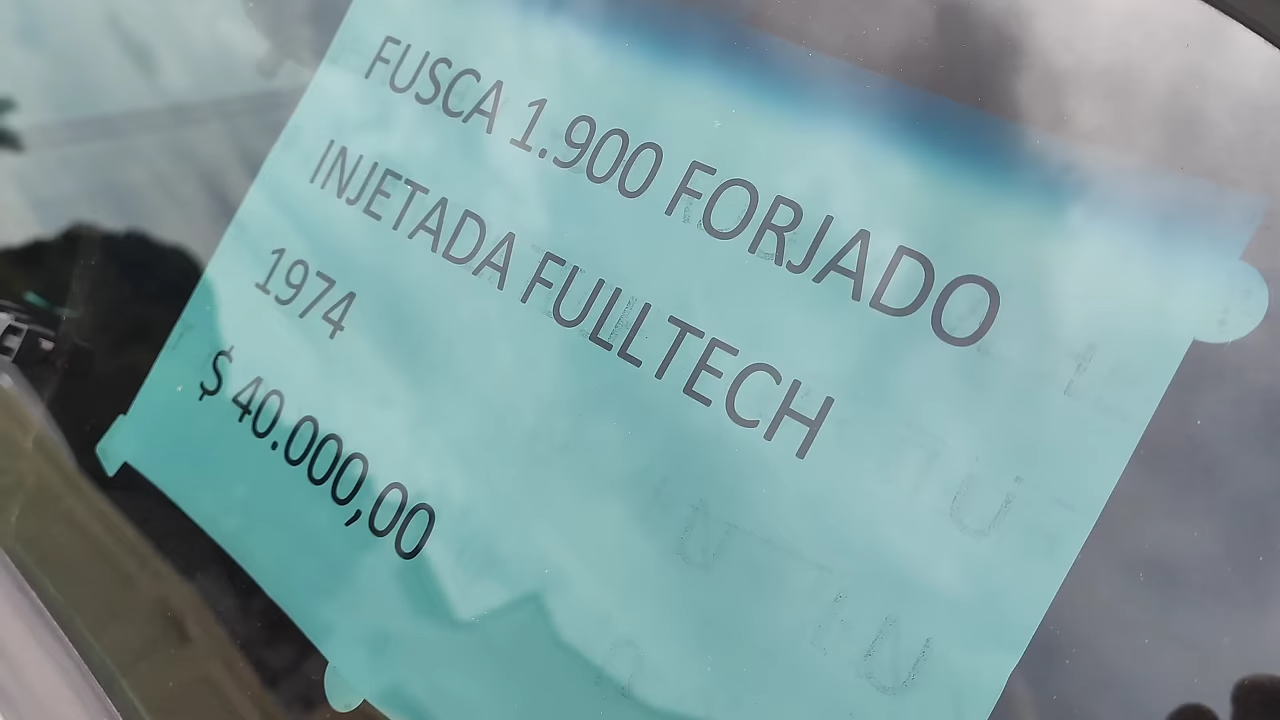 FUSCA 1.900 FORJADO
INJETADA FULLTECH
1974
$ 40.000,00